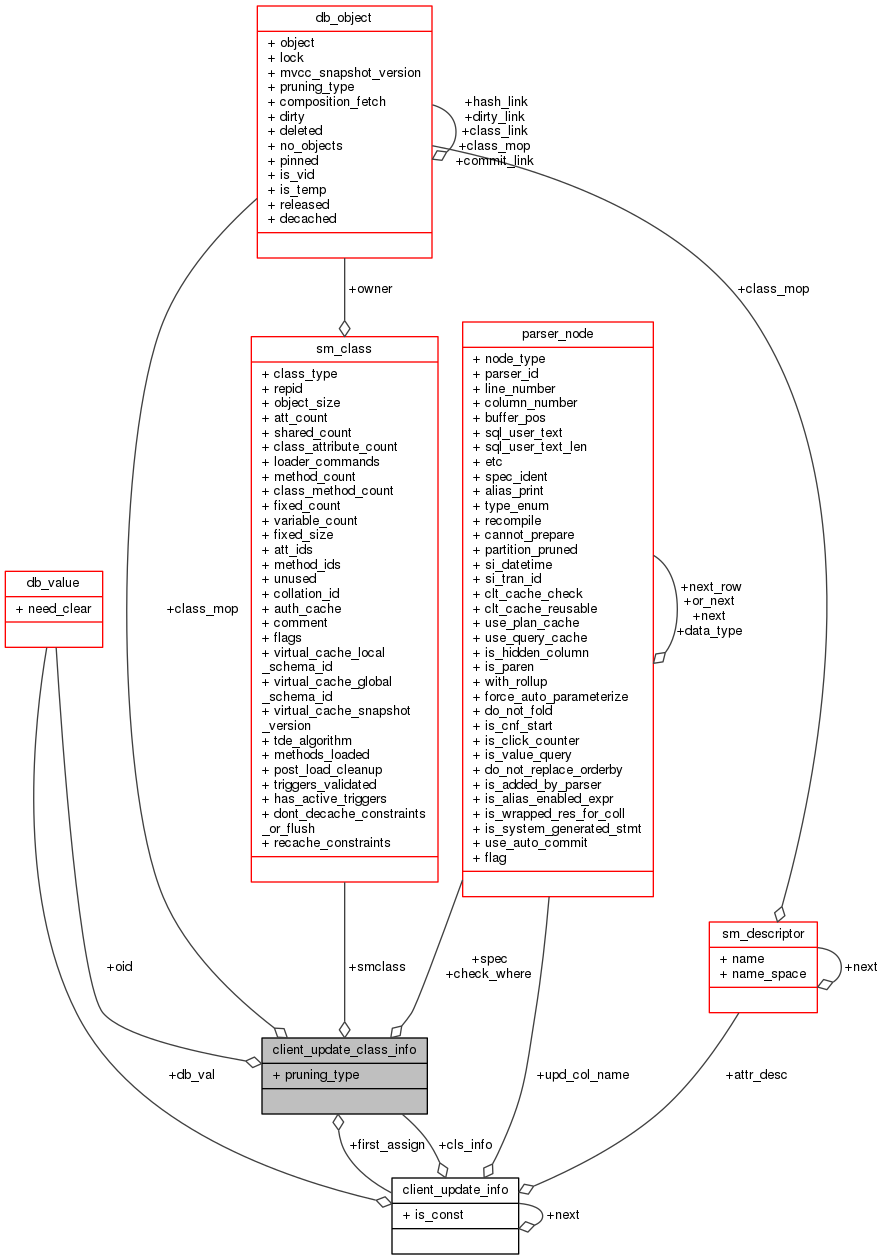 db_object
+ object
+ lock
+ mvcc_snapshot_version
+ pruning_type
+ composition_fetch
+ dirty
+ deleted
+ no_objects
+ pinned
+ is_vid
+ is_temp
+ released
+ decached
+hash_link
+dirty_link
+class_link
+class_mop
+commit_link
+owner
+class_mop
sm_class
+ class_type
+ repid
+ object_size
+ att_count
+ shared_count
+ class_attribute_count
+ loader_commands
+ method_count
+ class_method_count
+ fixed_count
+ variable_count
+ fixed_size
+ att_ids
+ method_ids
+ unused
+ collation_id
+ auth_cache
+ comment
+ flags
+ virtual_cache_local
_schema_id
+ virtual_cache_global
_schema_id
+ virtual_cache_snapshot
_version
+ tde_algorithm
+ methods_loaded
+ post_load_cleanup
+ triggers_validated
+ has_active_triggers
+ dont_decache_constraints
_or_flush
+ recache_constraints
parser_node
+ node_type
+ parser_id
+ line_number
+ column_number
+ buffer_pos
+ sql_user_text
+ sql_user_text_len
+ etc
+ spec_ident
+ alias_print
+ type_enum
+ recompile
+ cannot_prepare
+ partition_pruned
+ si_datetime
+ si_tran_id
+ clt_cache_check
+ clt_cache_reusable
+ use_plan_cache
+ use_query_cache
+ is_hidden_column
+ is_paren
+ with_rollup
+ force_auto_parameterize
+ do_not_fold
+ is_cnf_start
+ is_click_counter
+ is_value_query
+ do_not_replace_orderby
+ is_added_by_parser
+ is_alias_enabled_expr
+ is_wrapped_res_for_coll
+ is_system_generated_stmt
+ use_auto_commit
+ flag
+next_row
+or_next
+next
+data_type
db_value
+ need_clear
+class_mop
sm_descriptor
+ name
+ name_space
+next
+oid
+smclass
+spec
+check_where
client_update_class_info
+ pruning_type
+db_val
+upd_col_name
+attr_desc
+first_assign
+cls_info
client_update_info
+ is_const
+next